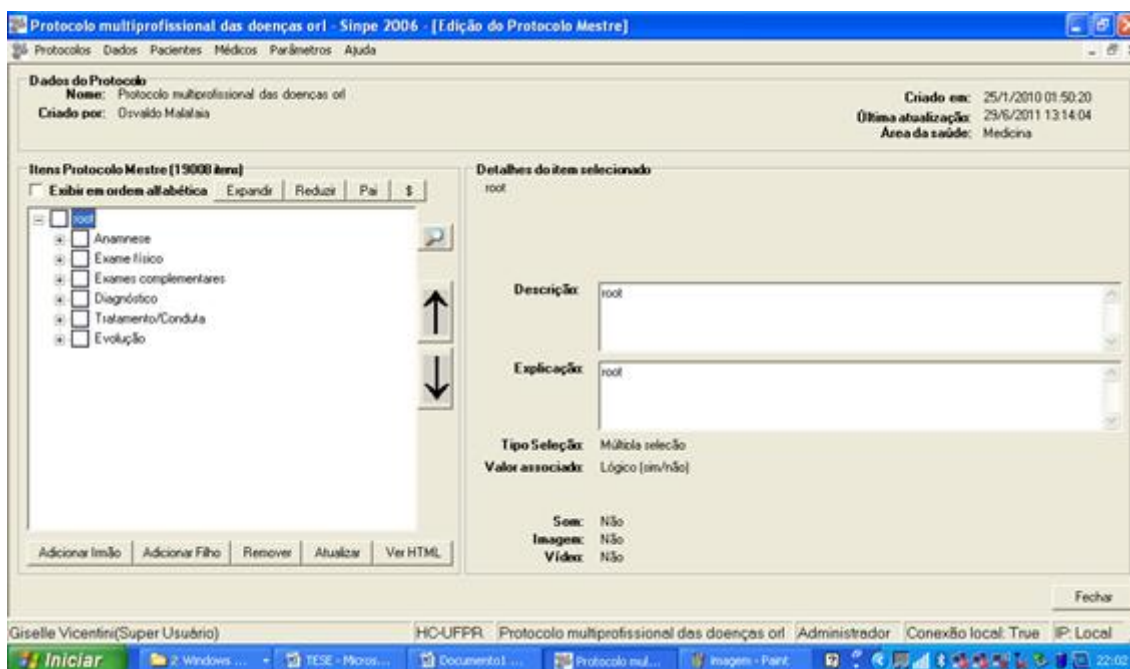 Protocolo multiprofissional das doenças orl - Sinpe 2006 - [Edição do Protocolo Mestre]
Protocolos Dados Pacientes Médicos Parâmetros Ajuda
Dados do Protocolo
Nome: Protocolo multiprofissional das doencas orl
Criado por: Osvaldo Malafaia
Criado em: 25/1/2010 01:50:20
Última atualização: 29/6/2011 13:14:04
Área da saúde: Medicina
Itens Protocolo Mestre (19008 itens)
Exibir em ordem alfabética Expandir Reduzir Pai $
root
Anamnese
Exame físico
Exames complementares
Diagnóstico
Tratamento/Conduta
Evolução
Adicionar Irmão Adicionar Filho Remover Atualizar Ver HTML
Detalhes do item selecionado
root
Descrição: root
Explicação: root
Tipo Seleção: Múltipla selecão
Valor associado: Lógico (sim/não)
Som: Não
Imagem: Não
Vídeo: Não
Fechar
Giselle Vicentini(Super Usuário) HC-UFPR Protocolo multiprofissional das doenças orl Administrador Conexão local: True IP: Local
Iniciar 2 Windows ... TESE - Micros... Documento1 ... Protocolo mul... imagem - Paint 22:02